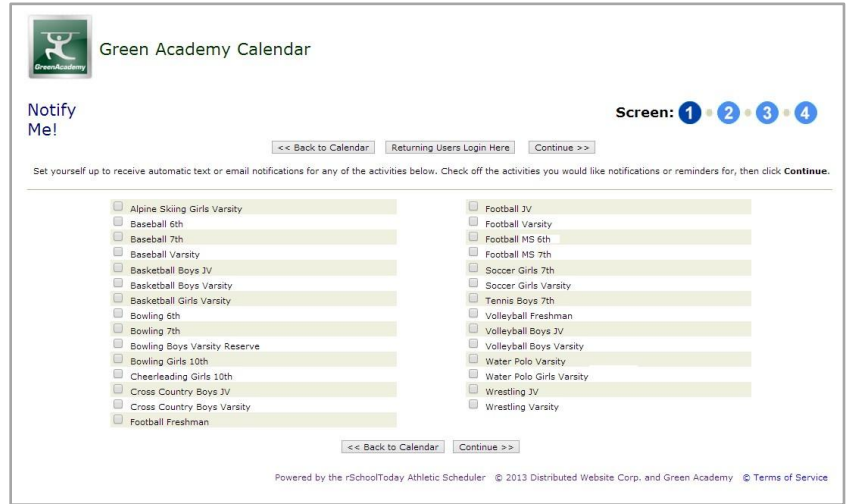 GreenAcademy
Green Academy Calendar
Notify
Me!
Screen: 1 2 3 4
<< Back to Calendar Returning Users Login Here Continue >>
Set yourself up to receive automatic text or email notifications for any of the activities below. Check off the activities you would like notifications or reminders for, then click Continue.
Alpine Skiing Girls Varsity
Baseball 6th
Baseball 7th
Baseball Varsity
Basketball Boys JV
Basketball Boys Varsity
Basketball Girls Varsity
Bowling 6th
Bowling 7th
Bowling Boys Varsity Reserve
Bowling Girls 10th
Cheerleading Girls 10th
Cross Country Boys JV
Cross Country Boys Varsity
Football Freshman
Football JV
Football Varsity
Football MS 6th
Football MS 7th
Soccer Girls 7th
Soccer Girls Varsity
Tennis Boys 7th
Volleyball Freshman
Volleyball Boys JV
Volleyball Boys Varsity
Water Polo Varsity
Water Polo Girls Varsity
Wrestling JV
Wrestling Varsity
<< Back to Calendar Continue >>
Powered by the rSchoolToday Athletic Scheduler © 2013 Distributed Website Corp. and Green Academy © Terms of Service